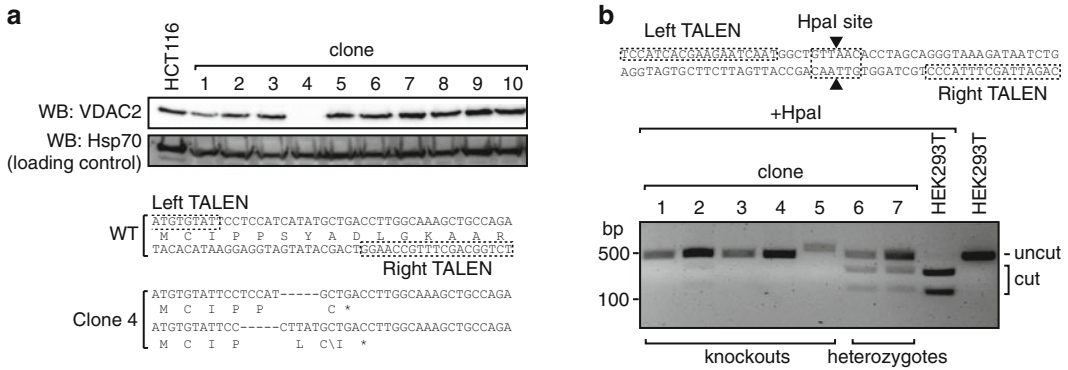 a
HCT116
clone
1 2 3 4 5 6 7 8 9 10
WB: VDAC2
WB: Hsp70
(loading control)
Left TALEN
WT
ATGTGTATTCCTCCATCATATGCTGACCTTGGCAAAGCTGCCAGA
M C I P P S Y A D L G K A A R
TACACATAAGGAGGTAGTATACGACTGGAACCGTTTCGACGGTCT
Right TALEN
Clone 4
ATGTGTATTCCTCCAT-----GCTGACCTTGGCAAAGCTGCCAGA
M C I P P C *
ATGTGTATTCC-----CTTATGCTGACCTTGGCAAAGCTGCCAGA
M C I P L C\I *
b
HpaI site
Left TALEN
TCCATCACGAAGAATCAATGGCTGTTAACACCTAGCAGGGTAAAGATAATCTG
AGGTAGTGCTTCTTAGTTACCGACAATTGTGGATCGTCCCATTTCGATTAGAC
Right TALEN
+HpaI
clone
1 2 3 4 5 6 7
HEK293T
HEK293T
bp
500
100
uncut
cut
knockouts
heterozygotes